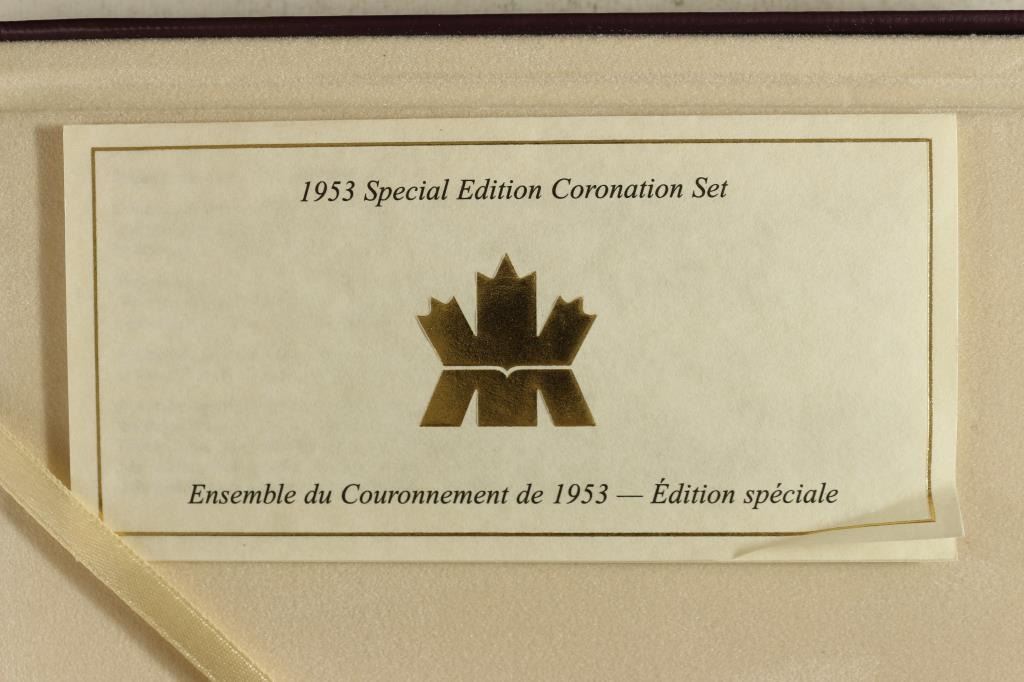 1953 Special Edition Coronation Set
Ensemble du Couronnement de 1953 — Édition spéciale